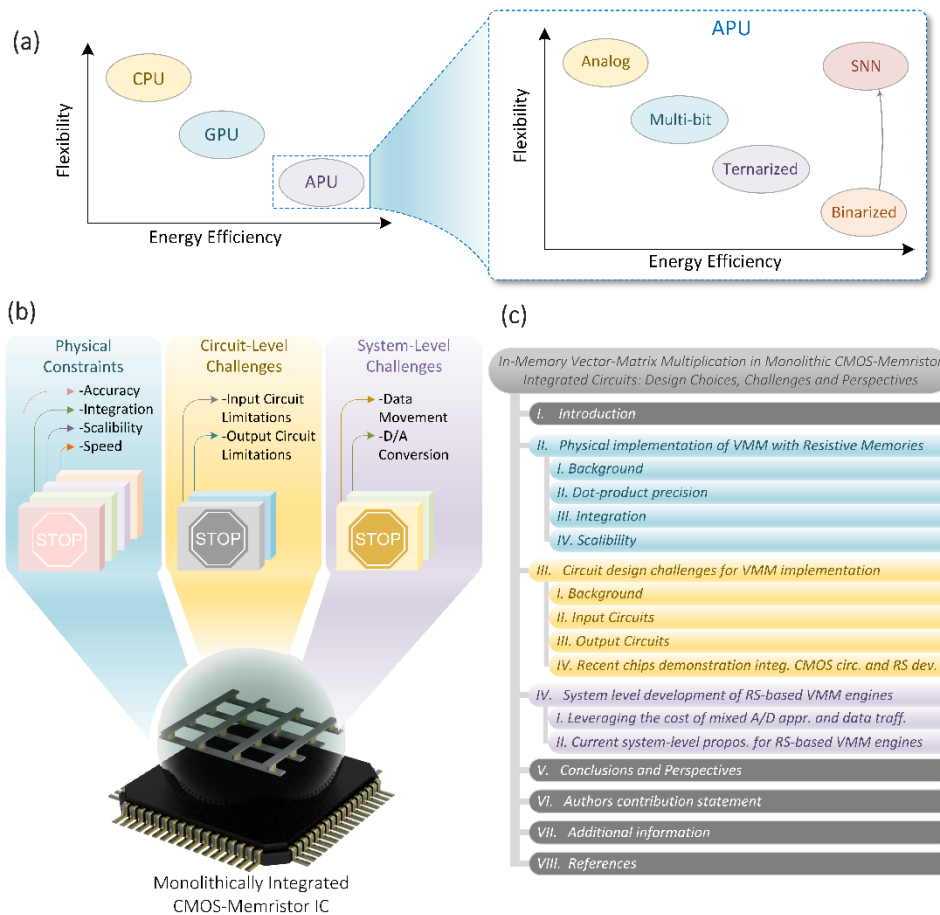 (a)
CPU
GPU
APU
Flexibility
Energy Efficiency
APU
Analog
SNN
Multi-bit
Ternarized
Binarized
Flexibility
Energy Efficiency
(b)
Physical
Constraints
-Accuracy
-Integration
-Scalibility
-Speed
STOP
Circuit-Level
Challenges
-Input Circuit
Limitations
-Output Circuit
Limitations
STOP
System-Level
Challenges
-Data
Movement
-D/A
Conversion
STOP
Monolithically Integrated
CMOS-Memristor IC
(c)
In-Memory Vector-Matrix Multiplication in Monolithic CMOS-Memristor
Integrated Circuits: Design Choices, Challenges and Perspectives
I. Introduction
II. Physical implementation of VMM with Resistive Memories
I. Background
II. Dot-product precision
III. Integration
IV. Scalibility
III. Circuit design challenges for VMM implementation
I. Background
II. Input Circuits
III. Output Circuits
IV. Recent chips demonstration integ. CMOS circ. and RS dev.
IV. System level development of RS-based VMM engines
I. Leveraging the cost of mixed A/D appr. and data traff.
II. Current system-level propos. for RS-based VMM engines
V. Conclusions and Perspectives
VI. Authors contribution statement
VII. Additional information
VIII. References